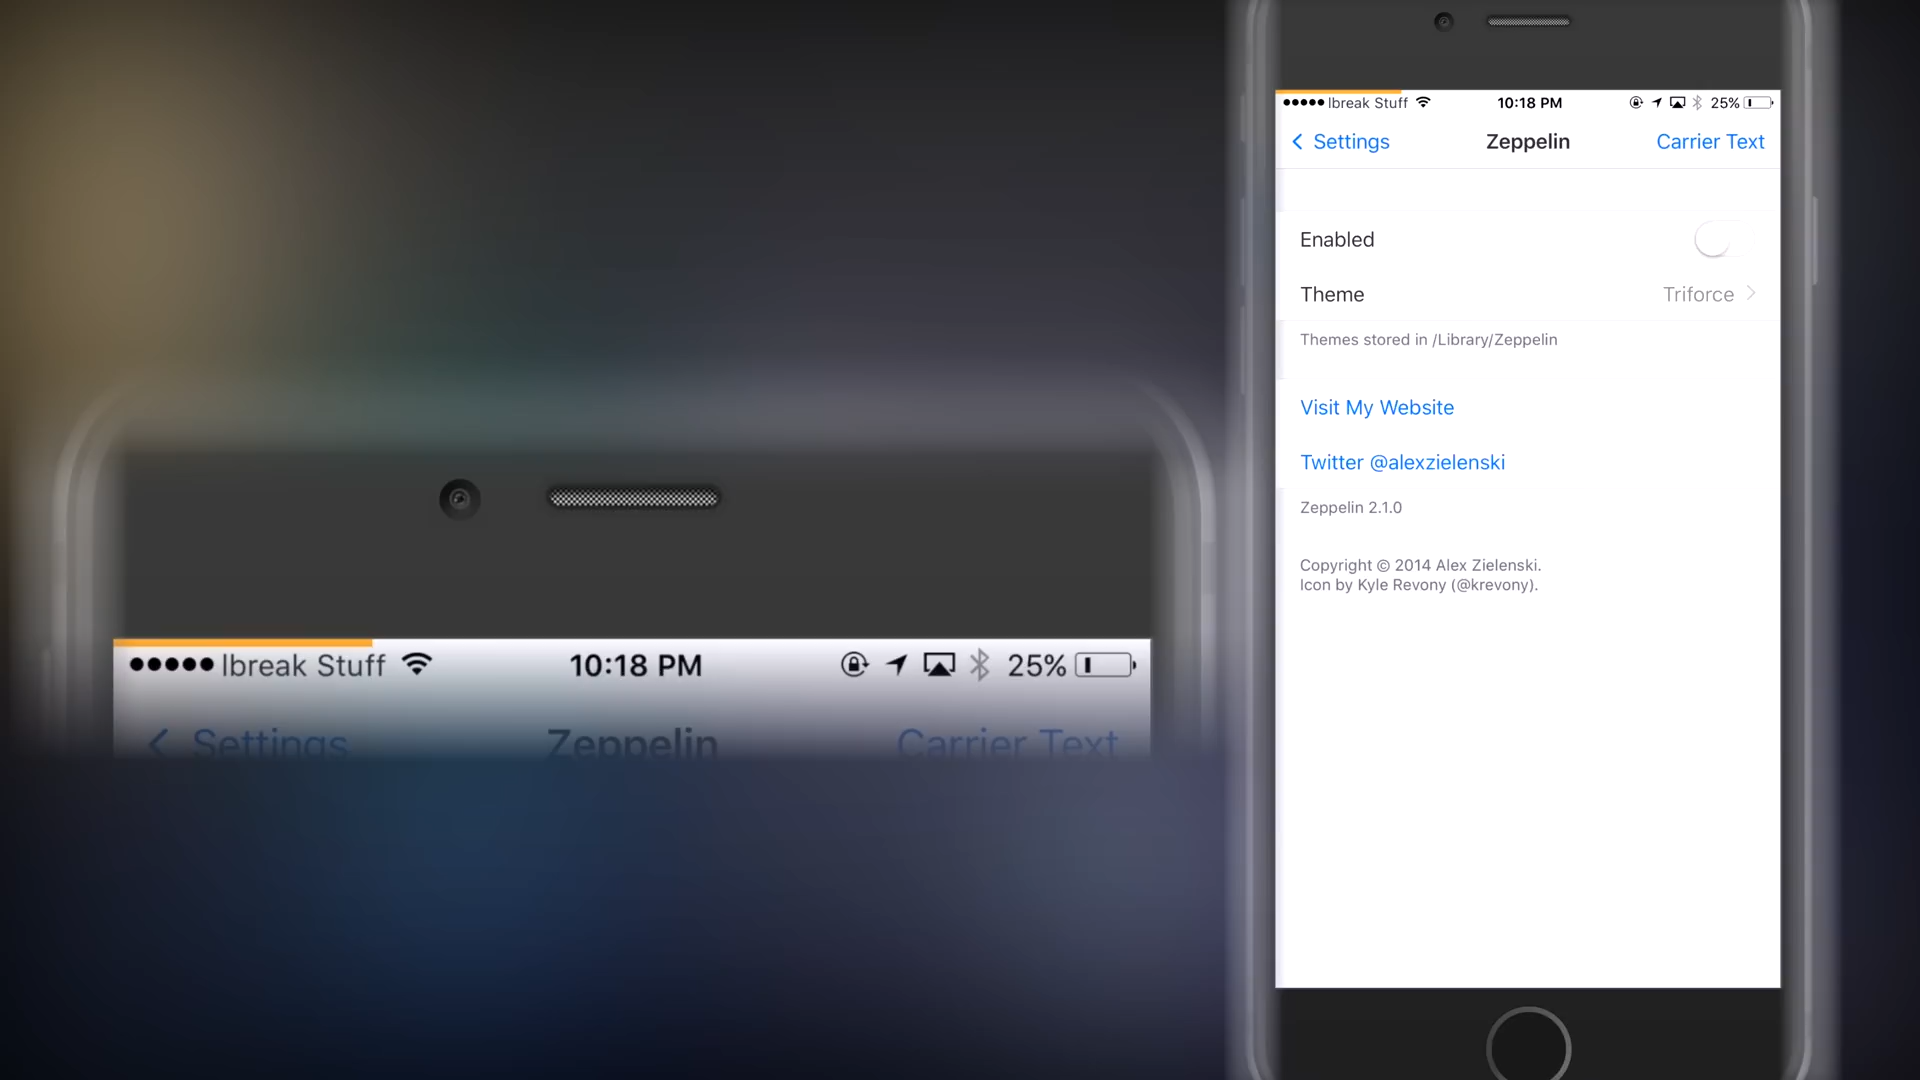 lbreak Stuff 10:18 PM 25%
Settings Zeppelin Carrier Text
lbreak Stuff 10:18 PM 25%
Settings Zeppelin Carrier Text
Enabled
Theme Triforce
Themes stored in /Library/Zeppelin
Visit My Website
Twitter @alexzielenski
Zeppelin 2.1.0
Copyright © 2014 Alex Zielenski.
Icon by Kyle Revony (@krevony).